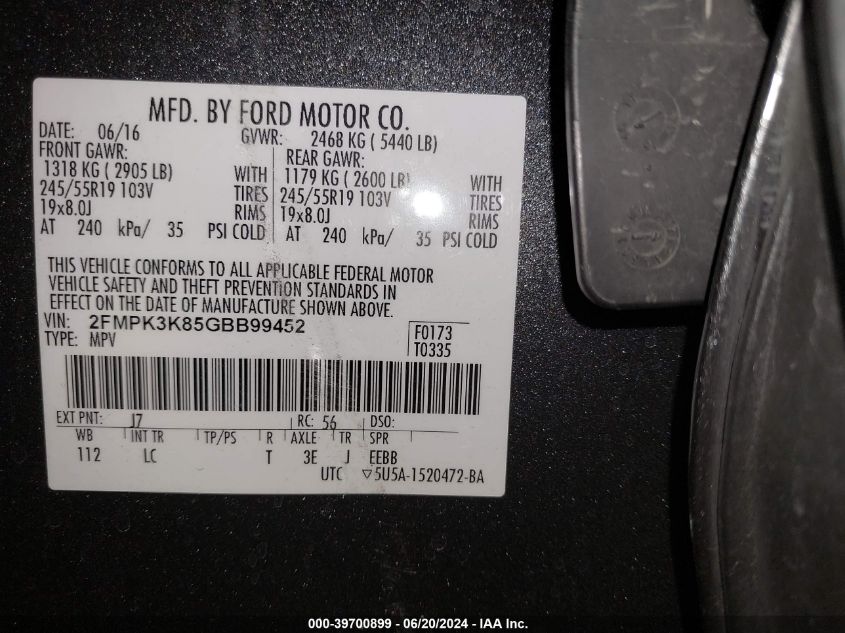 MFD. BY FORD MOTOR CO.
DATE: 06/16 GVWR: 2468 KG ( 5440 LB)
FRONT GAWR: REAR GAWR:
1318 KG ( 2905 LB) WITH 1179 KG ( 2600 LB) WITH
245/55R19 103V TIRES 245/55R19 103V TIRES
19x8.0J RIMS 19x8.0J RIMS
AT 240 kPa/ 35 PSI COLD AT 240 kPa/ 35 PSI COLD
THIS VEHICLE CONFORMS TO ALL APPLICABLE FEDERAL MOTOR
VEHICLE SAFETY AND THEFT PREVENTION STANDARDS IN
EFFECT ON THE DATE OF MANUFACTURE SHOWN ABOVE.
VIN: 2FMPK3K85GBB99452 F0173
TYPE: MPV T0335
EXT PNT: J7 RC: 56 DSO:
WB INT TR TP/PS R AXLE TR SPR
112 LC T 3E J EEBB
UTC ▽5U5A-1520472-BA
000-39700899 - 06/20/2024 - IAA Inc.